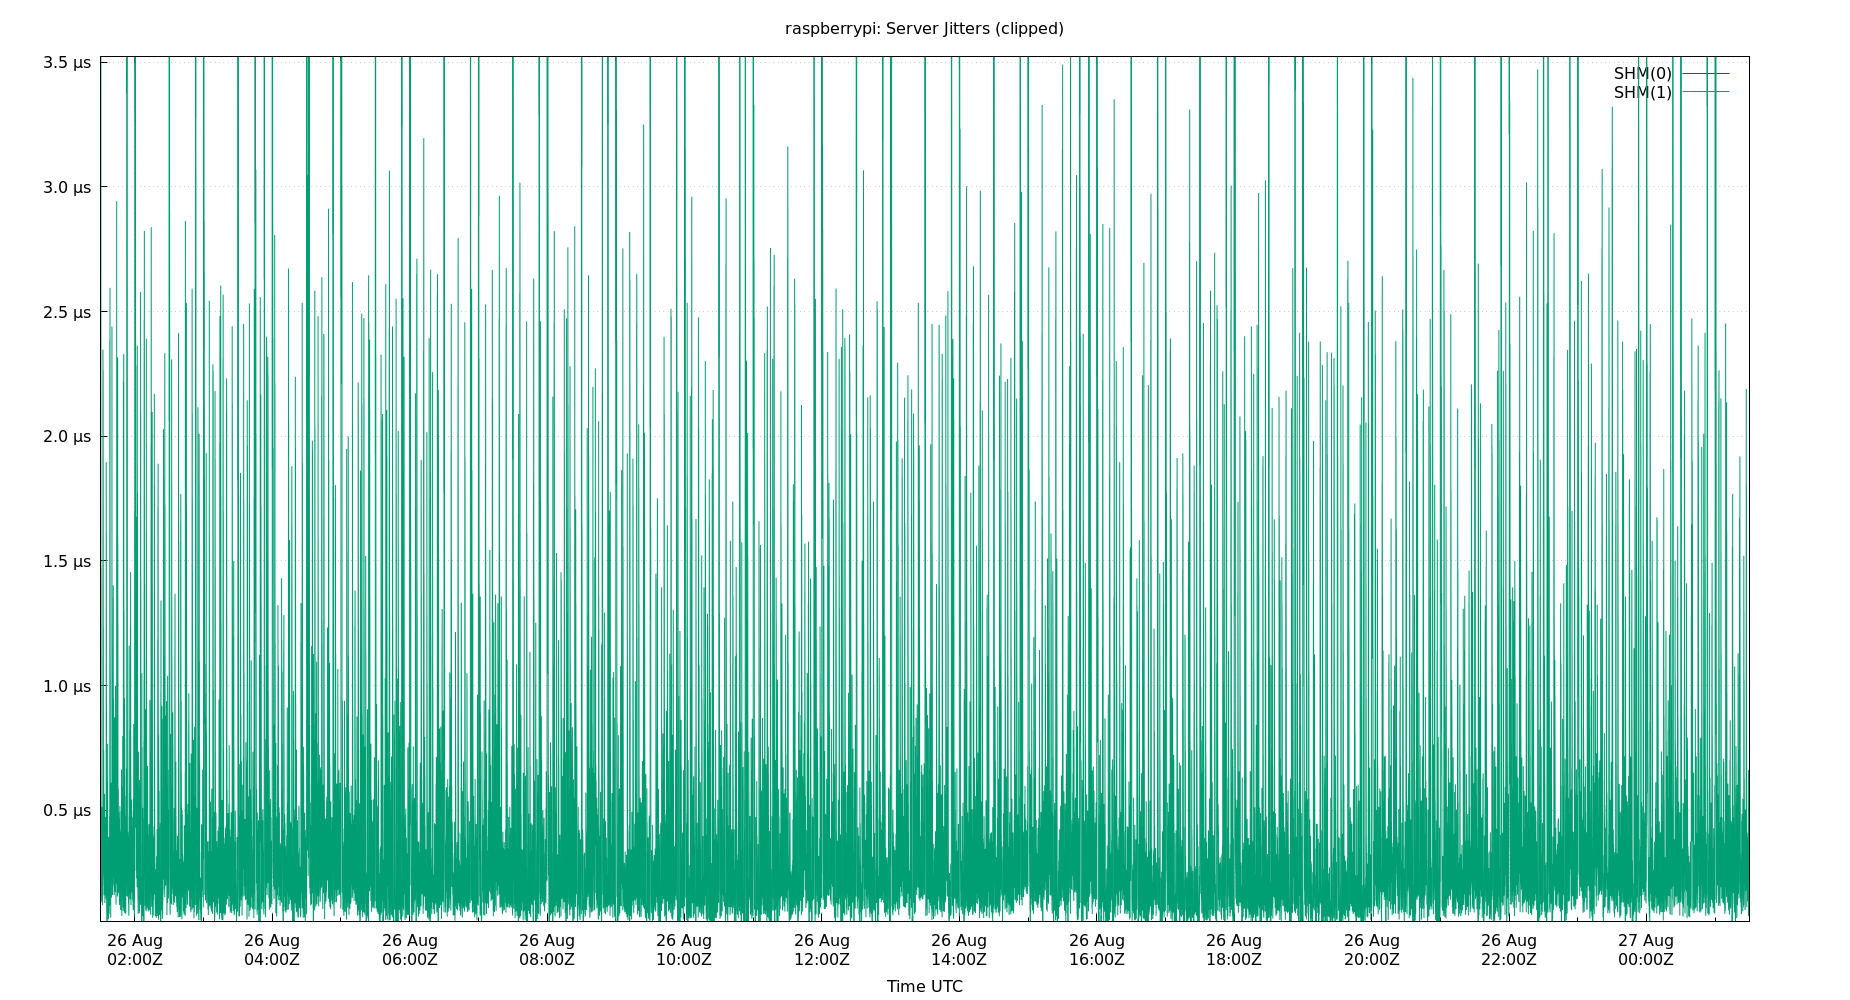 raspberrypi: Server Jitters (clipped)
3.5 µs
3.0 µs
2.5 µs
2.0 µs
1.5 µs
1.0 µs
0.5 µs
SHM(0)
SHM(1)
26 Aug 26 Aug 26 Aug 26 Aug 26 Aug 26 Aug 26 Aug 26 Aug 26 Aug 26 Aug 26 Aug 27 Aug
02:00Z 04:00Z 06:00Z 08:00Z 10:00Z 12:00Z 14:00Z 16:00Z 18:00Z 20:00Z 22:00Z 00:00Z
Time UTC